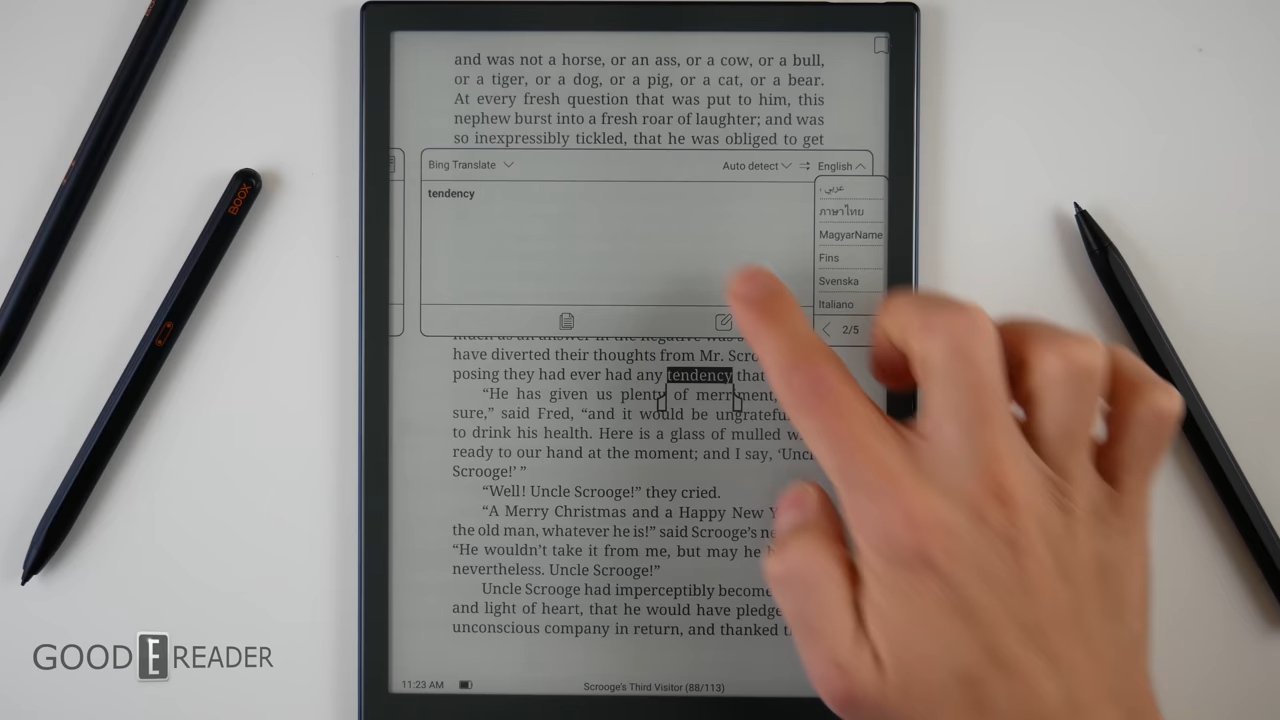 and was not a horse, or an ass, or a cow, or a bull,
or a tiger, or a dog, or a pig, or a cat, or a bear.
At every fresh question that was put to him, this
nephew burst into a fresh roar of laughter; and was
so inexpressibly tickled, that he was obliged to get
Bing Translate
Auto detect
English
tendency
عربي
ภาษาไทย
MagyarName
Fins
Svenska
Italiano
2/5
much as an answer in the negative was
have diverted their thoughts from Mr.
posing they had ever had any tendency that
“He has given us plenty of merriment,
sure,” said Fred, “and it would be
to drink his health. Here is a glass of mulled
ready to our hand at the moment; and I say,
Scrooge!’ ”
“Well! Uncle Scrooge!” they cried.
“A Merry Christmas and a Happy New
the old man, whatever he is!” said Scrooge’s
“He wouldn’t take it from me, but may he
nevertheless. Uncle Scrooge!”
Uncle Scrooge had imperceptibly become
and light of heart, that he would have
unconscious company in return, and thanked
11:23 AM
Scrooge's Third Visitor (88/113)
BOOX
GOOD E READER